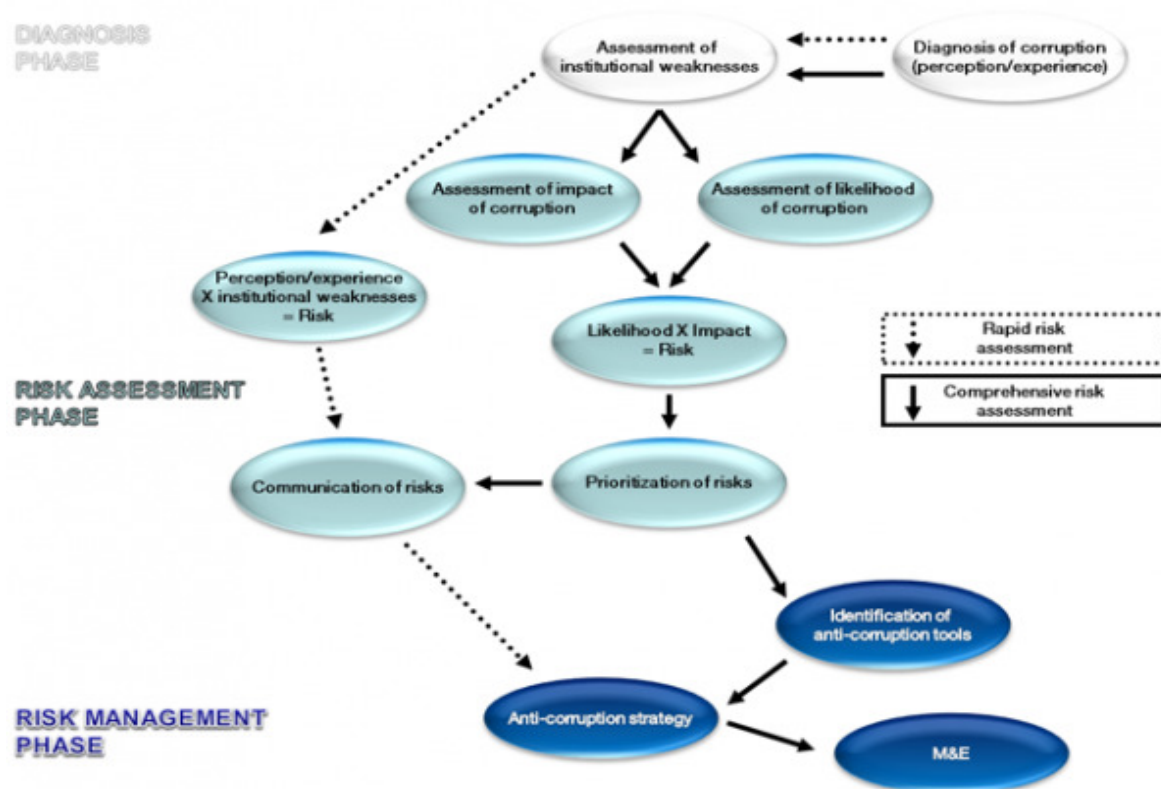 DIAGNOSIS
PHASE
Assessment of
institutional weaknesses
Diagnosis of corruption
(perception/experience)
Assessment of impact
of corruption
Assessment of likelihood
of corruption
Perception/experience
X institutional weaknesses
= Risk
Likelihood X Impact
= Risk
Rapid risk
assessment
Comprehensive risk
assessment
RISK ASSESSMENT
PHASE
Communication of risks
Prioritization of risks
Identification of
anti-corruption tools
RISK MANAGEMENT
PHASE
Anti-corruption strategy
M&E